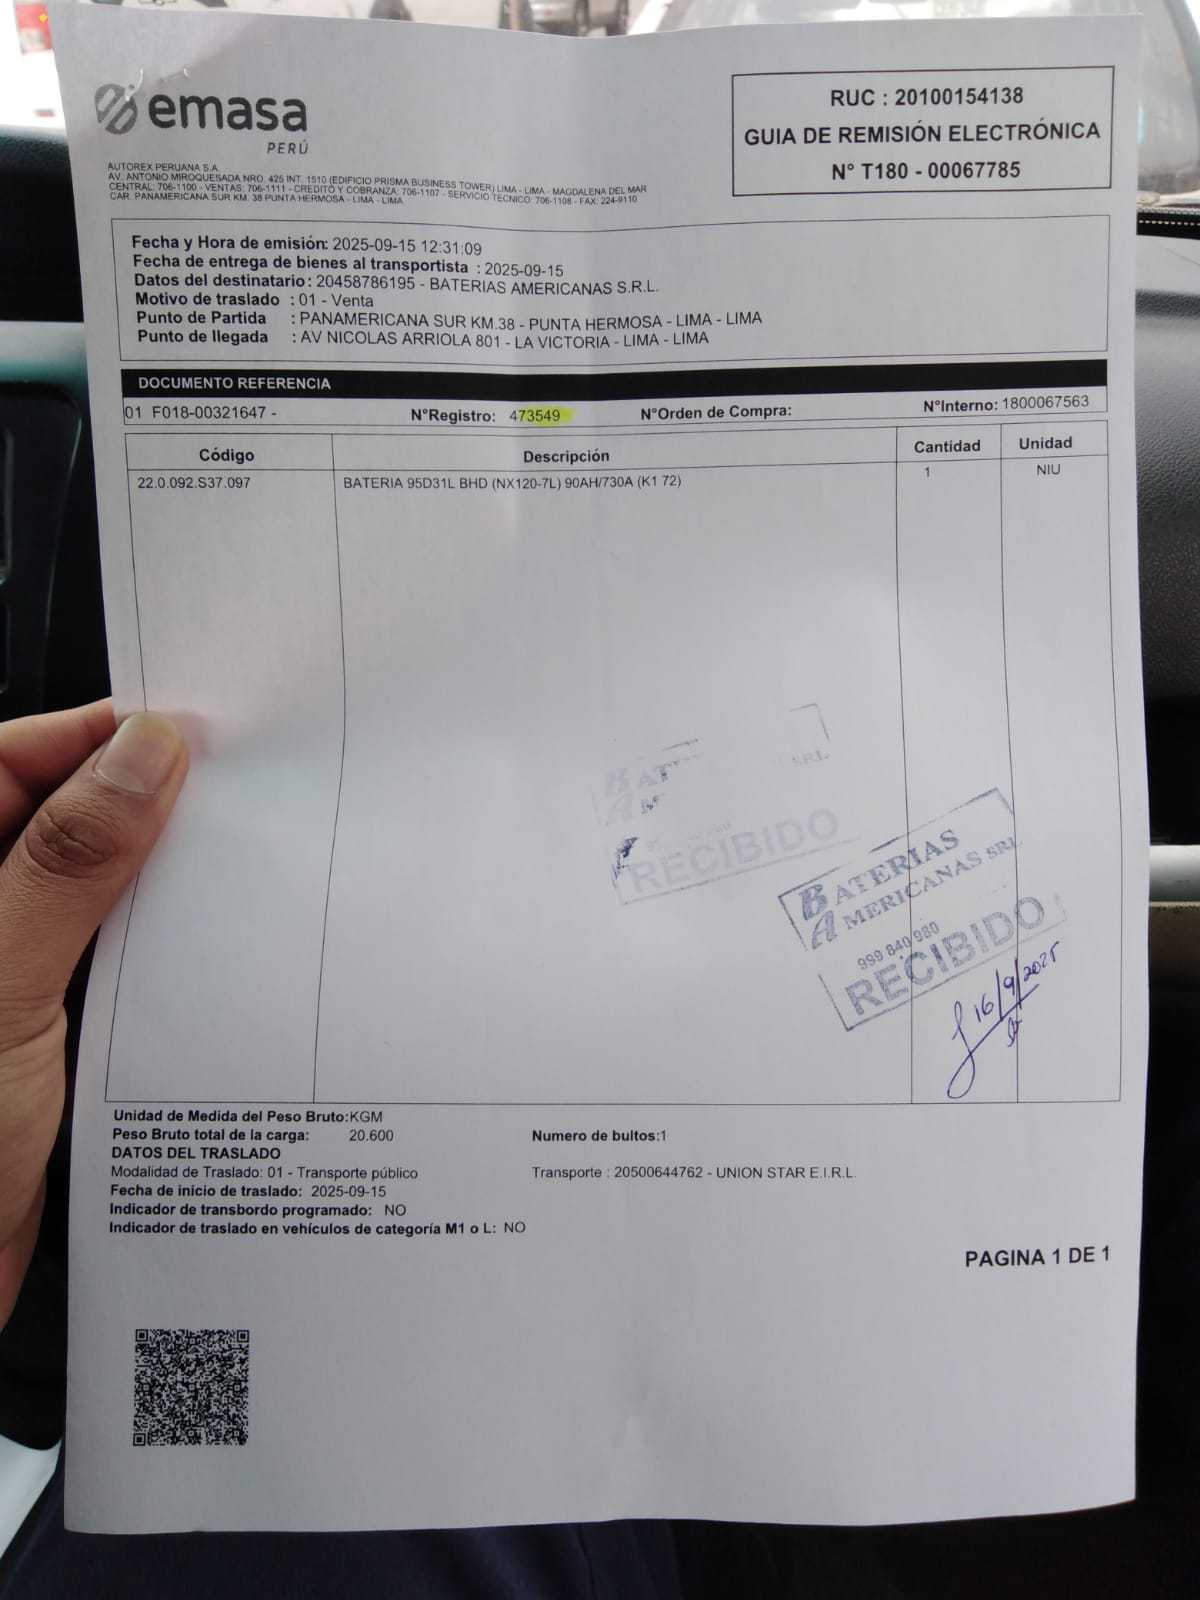 emasa
PERÚ
RUC : 20100154138
GUIA DE REMISIÓN ELECTRÓNICA
N° T180 - 00067785
AUTOREX PERUANA S.A.
AV. ANTONIO MIROQUESADA NRO. 425 INT. 1510 (EDIFICIO PRISMA BUSINESS TOWER) LIMA - LIMA - MAGDALENA DEL MAR
CENTRAL: 706-1100 - VENTAS: 706-1111 - CREDITO Y COBRANZA: 706-1107 - SERVICIO TECNICO: 706-1108 - FAX: 224-9110
CAR. PANAMERICANA SUR KM. 38 PUNTA HERMOSA - LIMA - LIMA
Fecha y Hora de emisión: 2025-09-15 12:31:09
Fecha de entrega de bienes al transportista : 2025-09-15
Datos del destinatario : 20458786195 - BATERIAS AMERICANAS S.R.L.
Motivo de traslado : 01 - Venta
Punto de Partida : PANAMERICANA SUR KM.38 - PUNTA HERMOSA - LIMA - LIMA
Punto de llegada : AV NICOLAS ARRIOLA 801 - LA VICTORIA - LIMA - LIMA
DOCUMENTO REFERENCIA
01 F018-00321647 - N°Registro: 473549 N°Orden de Compra: N°Interno: 1800067563
Código Descripción Cantidad Unidad
22.0.092.S37.097 BATERIA 95D31L BHD (NX120-7L) 90AH/730A (K1 72) 1 NIU
SRL
RECIBIDO
BATERIAS
AMERICANAS SRL
999 840 980
RECIBIDO
16/9/2025
Unidad de Medida del Peso Bruto:KGM
Peso Bruto total de la carga: 20.600 Numero de bultos:1
DATOS DEL TRASLADO
Modalidad de Traslado: 01 - Transporte público Transporte : 20500644762 - UNION STAR E.I.R.L.
Fecha de inicio de traslado: 2025-09-15
Indicador de transbordo programado: NO
Indicador de traslado en vehículos de categoría M1 o L: NO
PAGINA 1 DE 1